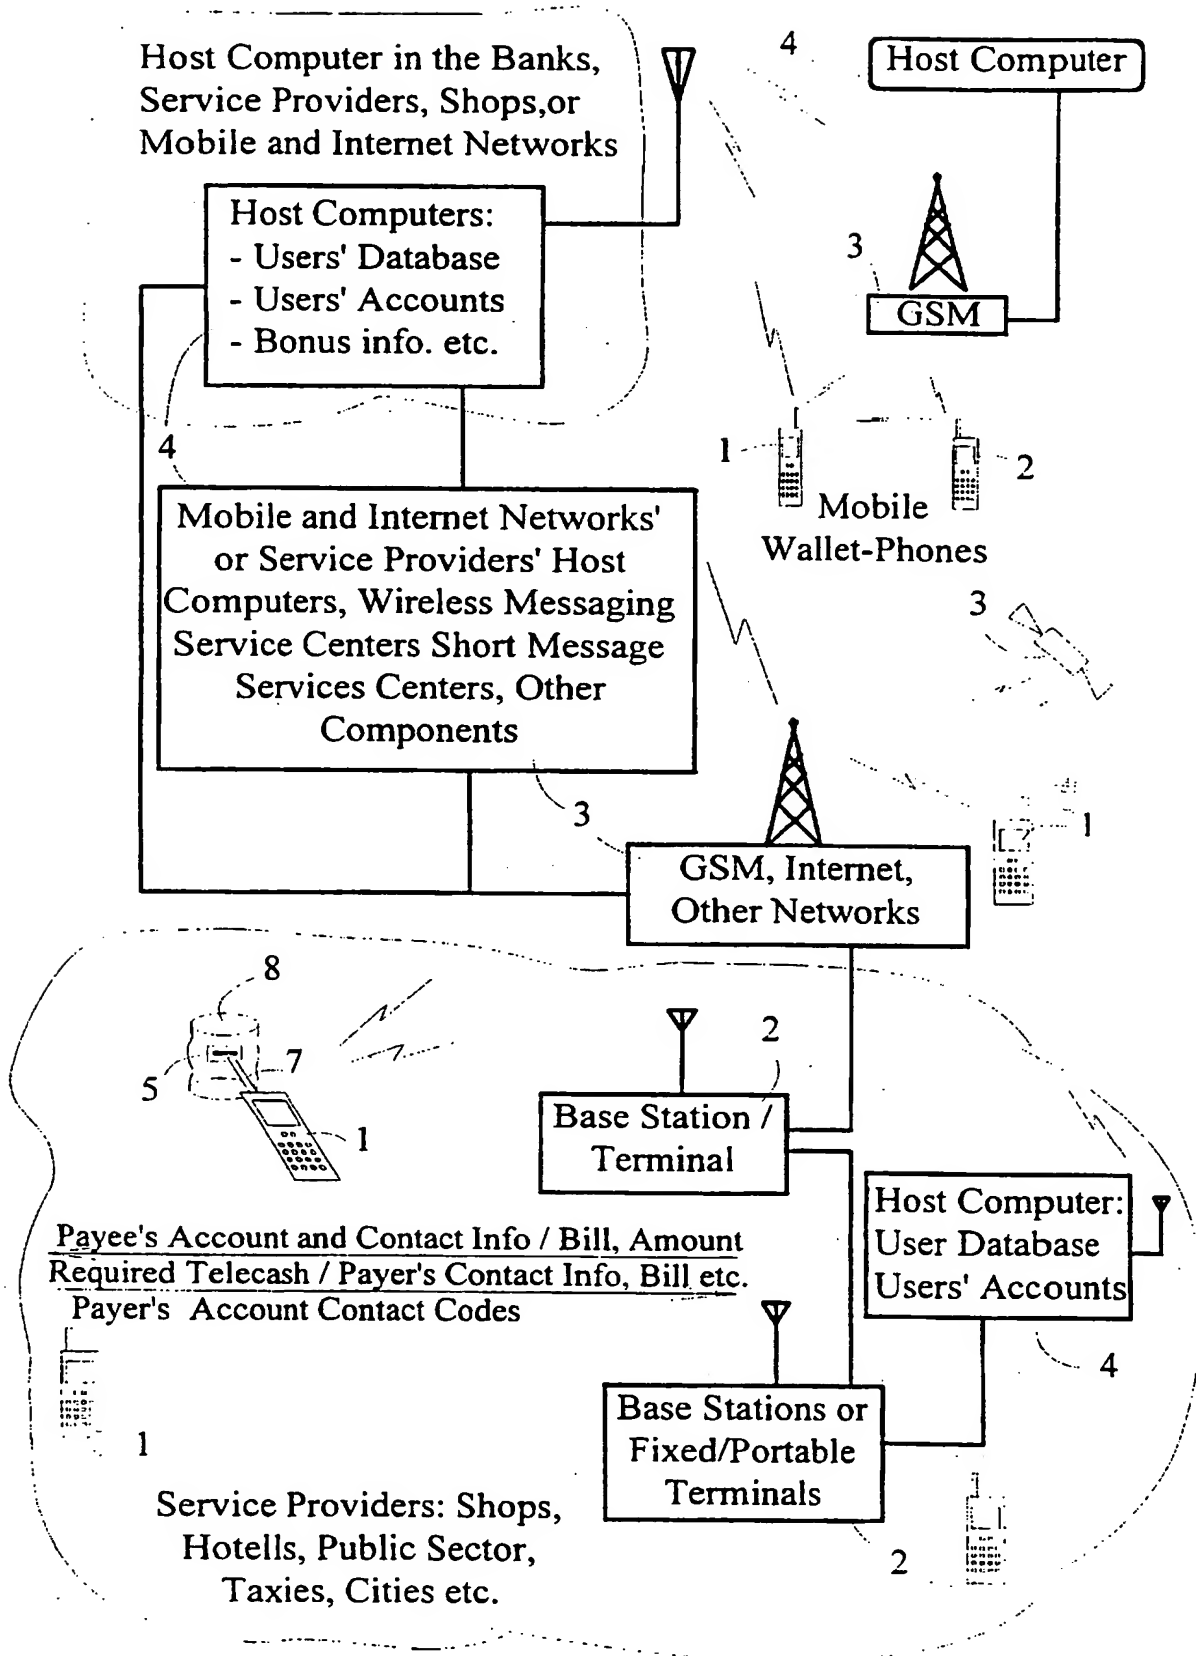 Host Computer in the Banks,
Service Providers, Shops,or
Mobile and Internet Networks
4
Host Computer
Host Computers:
- Users' Database
- Users' Accounts
- Bonus info. etc.
3
GSM
4
1
2
Mobile
Wallet-Phones
Mobile and Internet Networks'
or Service Providers' Host
Computers, Wireless Messaging
Service Centers Short Message
Services Centers, Other
Components
3
3
1
GSM, Internet,
Other Networks
8
5
7
1
2
Base Station /
Terminal
Host Computer:
User Database
Users' Accounts
4
Payee's Account and Contact Info / Bill, Amount
Required Telecash / Payer's Contact Info, Bill etc.
Payer's Account Contact Codes
1
Base Stations or
Fixed/Portable
Terminals
2
Service Providers: Shops,
Hotells, Public Sector,
Taxies, Cities etc.